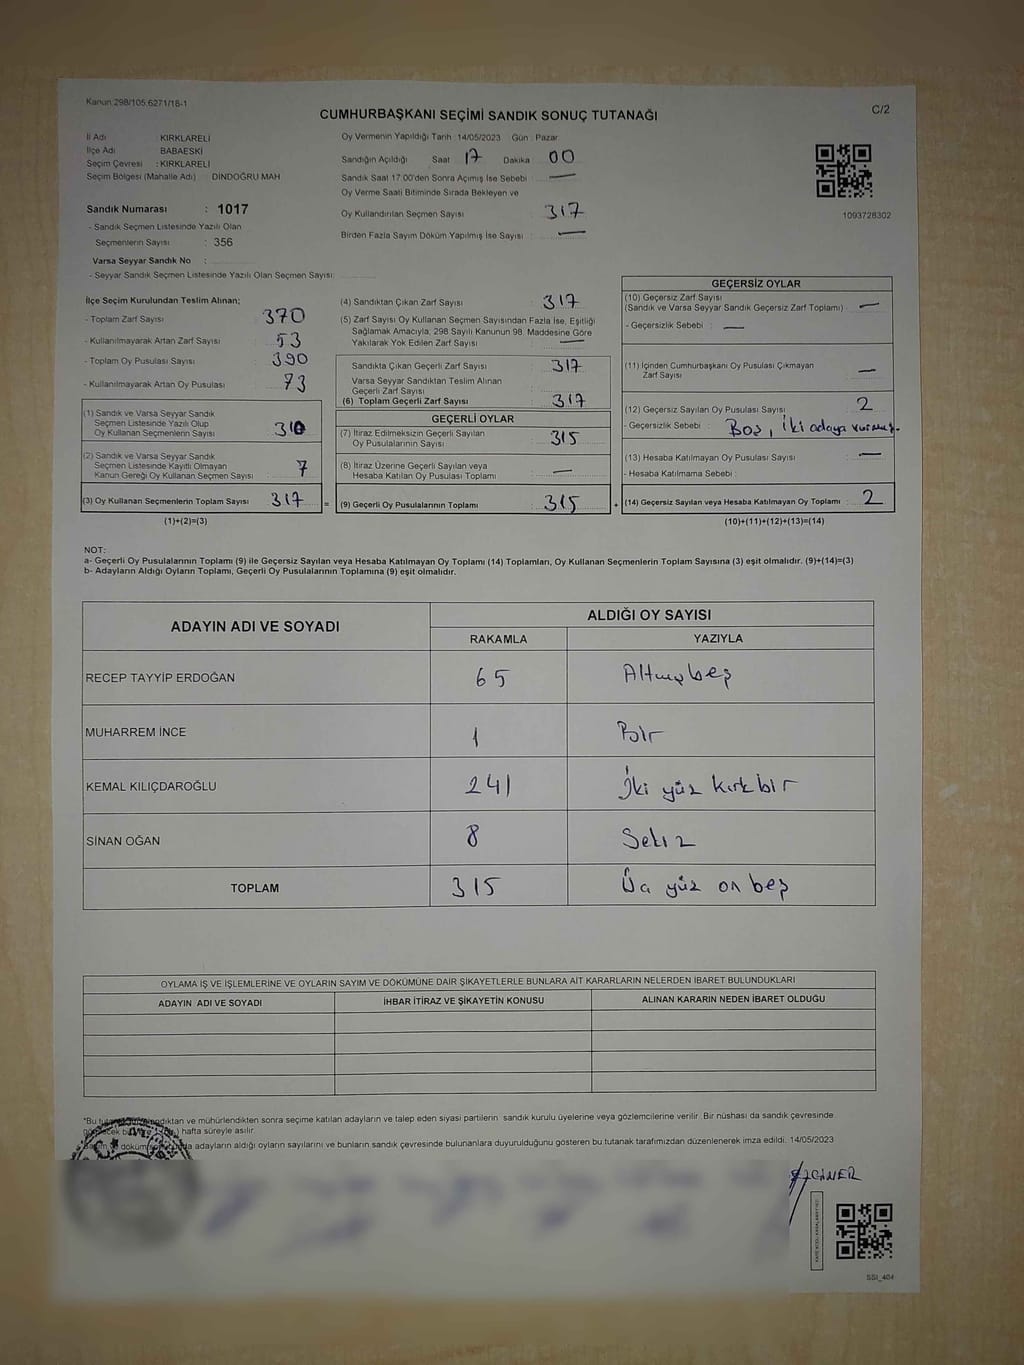 Kanun 298/105,6271/18-1
C/2
CUMHURBAŞKANI SEÇİMİ SANDIK SONUÇ TUTANAĞI
İl Adı KIRKLARELİ
İlçe Adı BABAESKİ
Seçim Çevresi : KIRKLARELİ
Seçim Bölgesi (Mahalle Adı) : DİNDOĞRU MAH
Sandık Numarası : 1017
- Sandık Seçmen Listesinde Yazılı Olan
Seçmenlerin Sayısı : 356
Varsa Seyyar Sandık No :
- Seyyar Sandık Seçmen Listesinde Yazılı Olan Seçmen Sayısı:
Oy Vermenin Yapıldığı Tarih 14/05/2023 Gün : Pazar
Sandığın Açıldığı Saat 17 Dakika 00
Sandık Saat 17:00'den Sonra Açımış İse Sebebi : —
Oy Verme Saati Bitiminde Sırada Bekleyen ve
Oy Kullandırılan Seçmen Sayısı 317
Birden Fazla Sayım Döküm Yapılmış İse Sayısı : —
1093728302
İlçe Seçim Kurulundan Teslim Alınan;
- Toplam Zarf Sayısı : 370
- Kullanılmayarak Artan Zarf Sayısı : 53
- Toplam Oy Pusulası Sayısı : 390
- Kullanılmayarak Artan Oy Pusulası : 73
(1) Sandık ve Varsa Seyyar Sandık
Seçmen Listesinde Yazılı Olup
Oy Kullanan Seçmenlerin Sayısı : 310
(2) Sandık ve Varsa Seyyar Sandık
Seçmen Listesinde Kayıtlı Olmayan
Kanun Gereği Oy Kullanan Seçmen Sayısı : 7
(3) Oy Kullanan Seçmenlerin Toplam Sayısı : 317 =
(1)+(2)=(3)
(4) Sandıktan Çıkan Zarf Sayısı : 317
(5) Zarf Sayısı Oy Kullanan Seçmen Sayısından Fazla İse, Eşitliği
Sağlamak Amacıyla, 298 Sayılı Kanunun 98. Maddesine Göre
Yakılarak Yok Edilen Zarf Sayısı : —
Sandıkta Çıkan Geçerli Zarf Sayısı : 317
Varsa Seyyar Sandıktan Teslim Alınan
Geçerli Zarf Sayısı :
(6) Toplam Geçerli Zarf Sayısı : 317
GEÇERLİ OYLAR
(7) İtiraz Edilmeksizin Geçerli Sayılan
Oy Pusulalarının Sayısı : 315
(8) İtiraz Üzerine Geçerli Sayılan veya
Hesaba Katılan Oy Pusulası Toplamı : —
(9) Geçerli Oy Pusulalarının Toplamı : 315 +
GEÇERSİZ OYLAR
(10) Geçersiz Zarf Sayısı
(Sandık ve Varsa Seyyar Sandık Geçersiz Zarf Toplamı) : —
- Geçersizlik Sebebi : —
(11) İçinden Cumhurbaşkanı Oy Pusulası Çıkmayan
Zarf Sayısı : —
(12) Geçersiz Sayılan Oy Pusulası Sayısı : 2
- Geçersizlik Sebebi : Boş, iki adaya vurmuş.
(13) Hesaba Katılmayan Oy Pusulası Sayısı : —
- Hesaba Katılmama Sebebi :
(14) Geçersiz Sayılan veya Hesaba Katılmayan Oy Toplamı : 2
(10)+(11)+(12)+(13)=(14)
NOT:
a- Geçerli Oy Pusulalarının Toplamı (9) ile Geçersiz Sayılan veya Hesaba Katılmayan Oy Toplamı (14) Toplamları, Oy Kullanan Seçmenlerin Toplam Sayısına (3) eşit olmalıdır. (9)+(14)=(3)
b- Adayların Aldığı Oyların Toplamı, Geçerli Oy Pusulalarının Toplamına (9) eşit olmalıdır.
ADAYIN ADI VE SOYADI ALDIĞI OY SAYISI
RAKAMLA YAZIYLA
RECEP TAYYİP ERDOĞAN 65 Altmışbeş
MUHARREM İNCE 1 Bir
KEMAL KILIÇDAROĞLU 241 İki yüz kırk bir
SİNAN OĞAN 8 Sekiz
TOPLAM 315 Üç yüz on beş
OYLAMA İŞ VE İŞLEMLERİNE VE OYLARIN SAYIM VE DÖKÜMÜNE DAİR ŞİKAYETLERLE BUNLARA AİT KARARLARIN NELERDEN İBARET BULUNDUKLARI
ADAYIN ADI VE SOYADI İHBAR İTİRAZ VE ŞİKAYETİN KONUSU ALINAN KARARIN NEDEN İBARET OLDUĞU
*Bu ndıktan ve mühürlendikten sonra seçime katılan adayların ve talep eden siyasi partilerin sandık kurulu üyelerine veya gözlemcilerine verilir. Bir nüshası da sandık çevresinde
hafta süreyle asılır.
adayların aldığı oyların sayılarını ve bunların sandık çevresinde bulunanlara duyurulduğunu gösteren bu tutanak tarafımızdan düzenlenerek imza edildi. 14/05/2023
SSİ_404